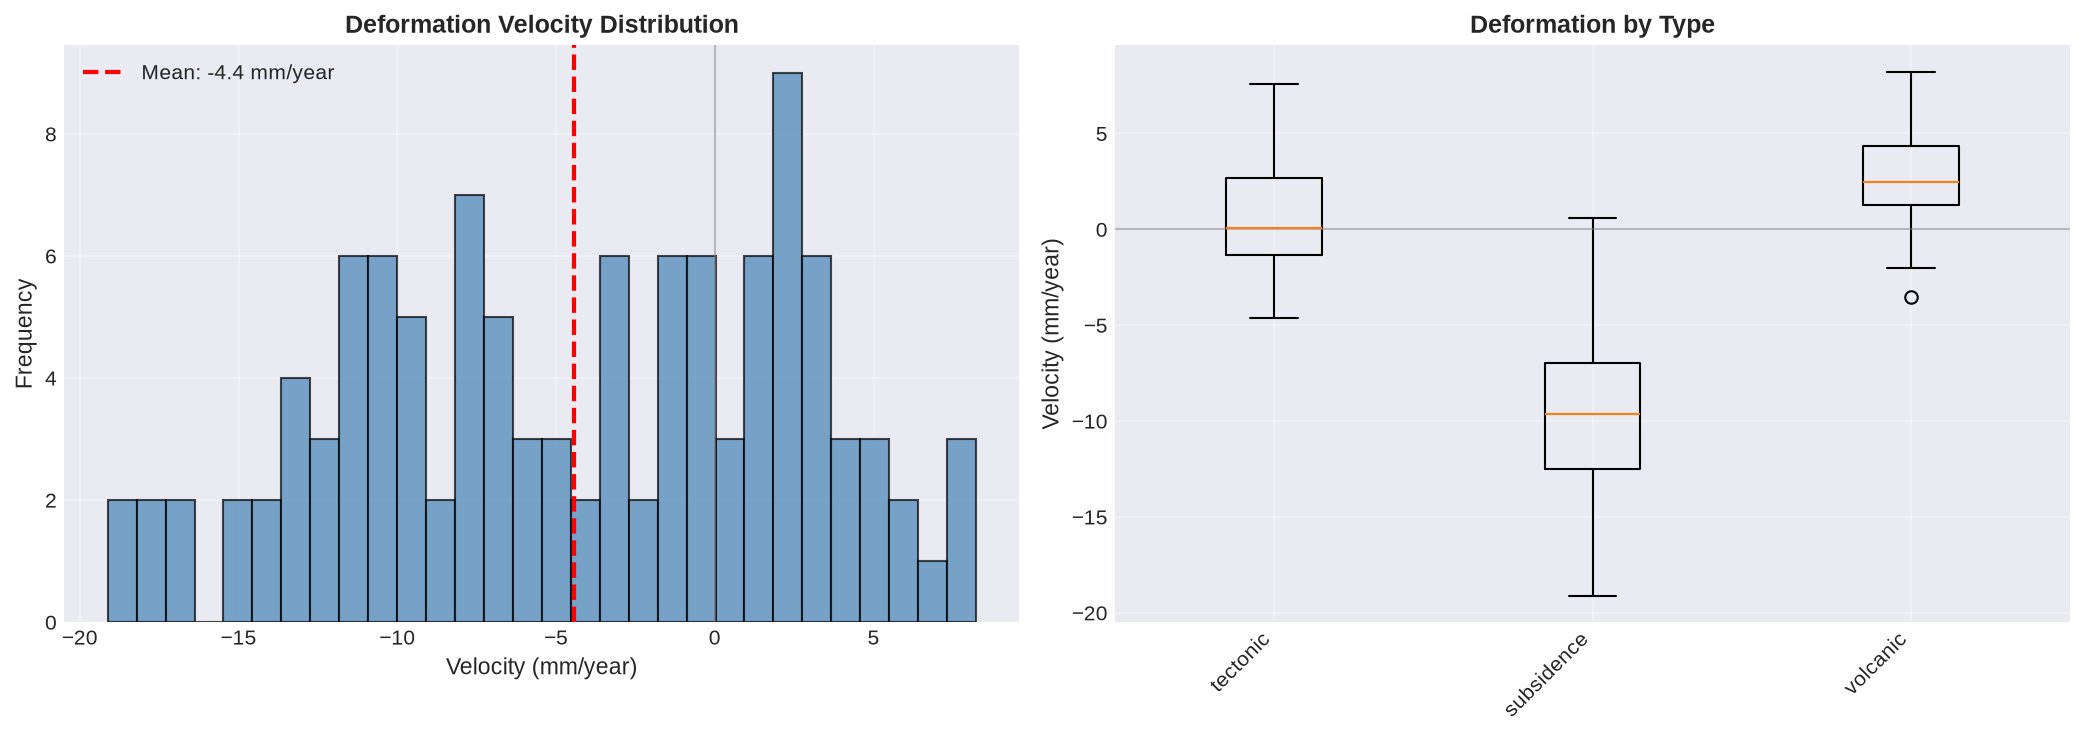 Deformation Velocity Distribution
Mean: -4.4 mm/year
Frequency
8
6
4
2
0
−20 −15 −10 −5 0 5
Velocity (mm/year)
Deformation by Type
Velocity (mm/year)
5
0
−5
−10
−15
−20
tectonic
subsidence
volcanic